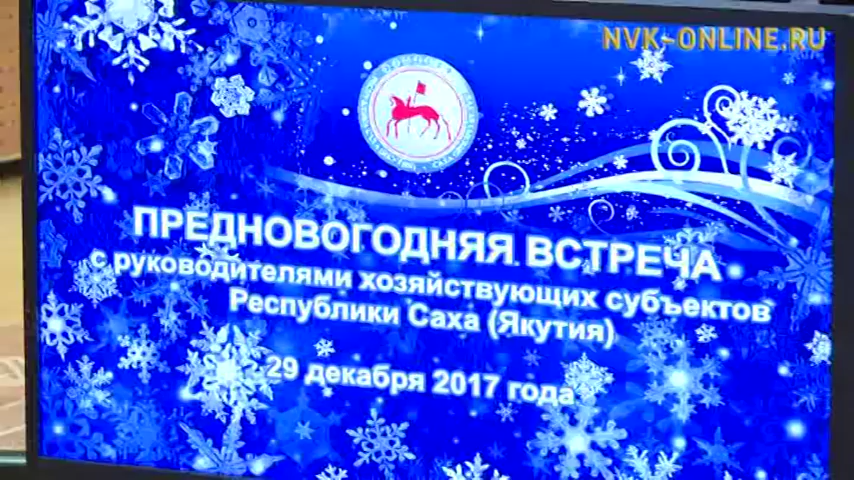 NVK-ONLINE.RU
ПРЕДНОВОГОДНЯЯ ВСТРЕЧА
с руководителями хозяйствующих субъектов
Республики Саха (Якутия)
29 декабря 2017 года